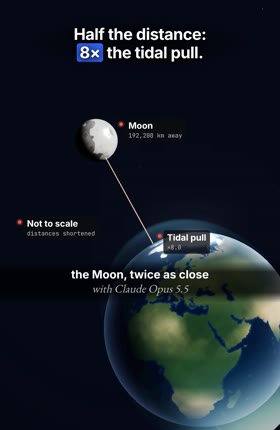 Half the distance:
8× the tidal pull.
Moon
192,200 km away
Not to scale
distances shortened
Tidal pull
×8.0
the Moon, twice as close
with Claude Opus 5.5